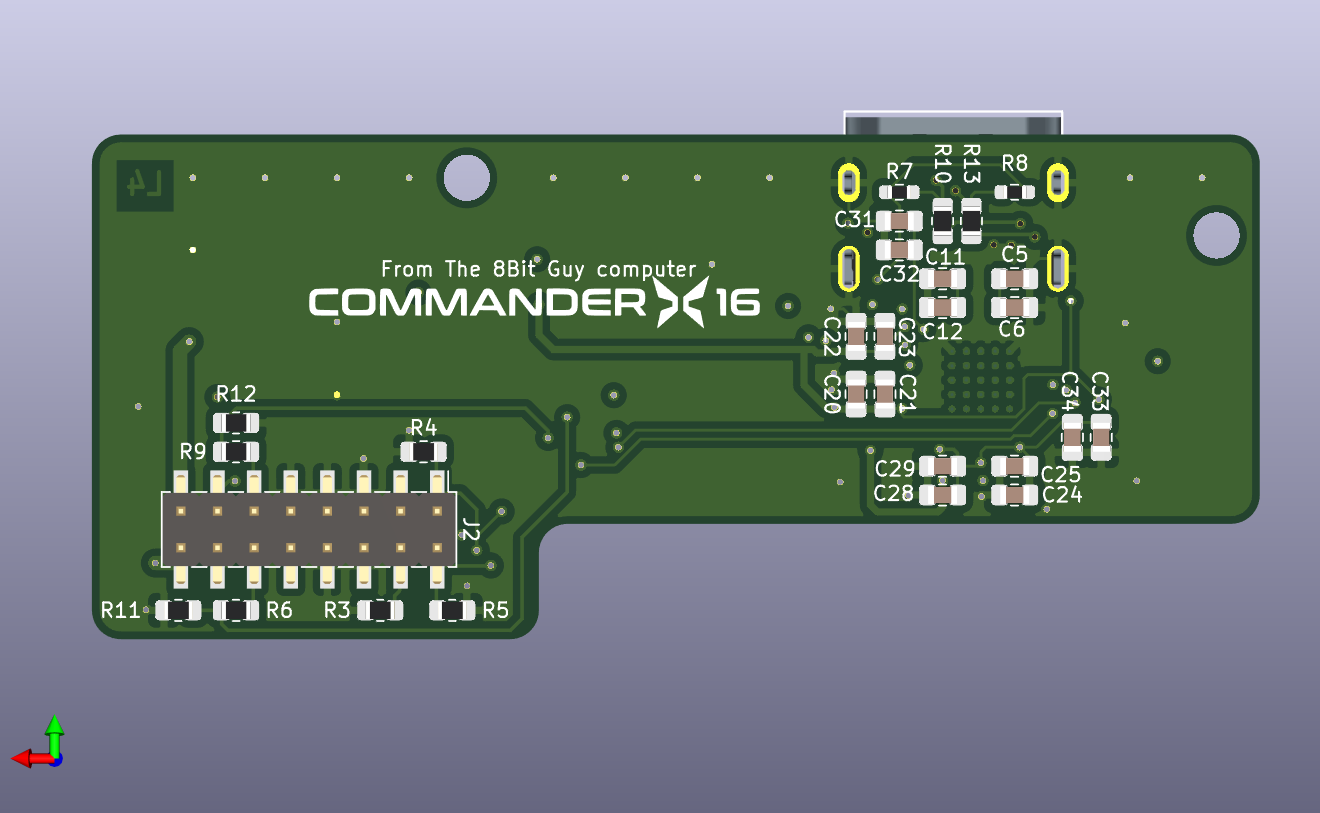 L4
R10
R13
R8
R7
C31
C32
C11
C5
From The 8Bit Guy computer
COMMANDER X16
C12
C6
C22
C23
C20
C21
C34
C33
R12
R4
R9
C29
C25
C28
C24
J2
R11
R6
R3
R5